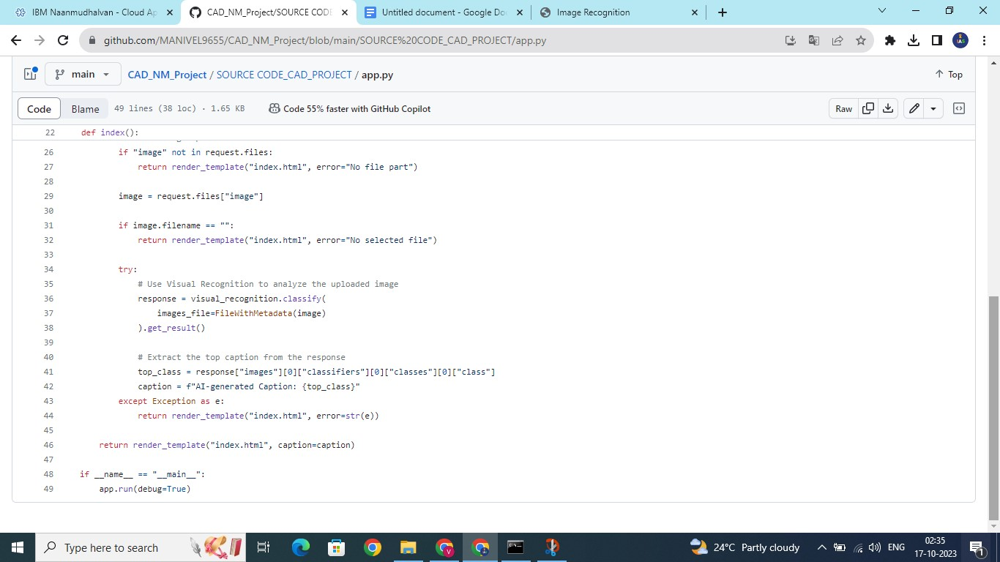 IBM Naanmudhalvan - Cloud Ap
CAD_NM_Project/SOURCE CODE
Untitled document - Google Do
Image Recognition
github.com/MANIVEL9655/CAD_NM_Project/blob/main/SOURCE%20CODE_CAD_PROJECT/app.py
main
CAD_NM_Project / SOURCE CODE_CAD_PROJECT / app.py
Top
Code Blame 49 lines (38 loc) · 1.65 KB Code 55% faster with GitHub Copilot Raw
22 def index():
26 if "image" not in request.files:
27 return render_template("index.html", error="No file part")
28
29 image = request.files["image"]
30
31 if image.filename == "":
32 return render_template("index.html", error="No selected file")
33
34 try:
35 # Use Visual Recognition to analyze the uploaded image
36 response = visual_recognition.classify(
37 images_file=FileWithMetadata(image)
38 ).get_result()
39
40 # Extract the top caption from the response
41 top_class = response["images"][0]["classifiers"][0]["classes"][0]["class"]
42 caption = f"AI-generated Caption: {top_class}"
43 except Exception as e:
44 return render_template("index.html", error=str(e))
45
46 return render_template("index.html", caption=caption)
47
48 if __name__ == "__main__":
49 app.run(debug=True)
Type here to search
24°C Partly cloudy
ENG
02:35
17-10-2023
1